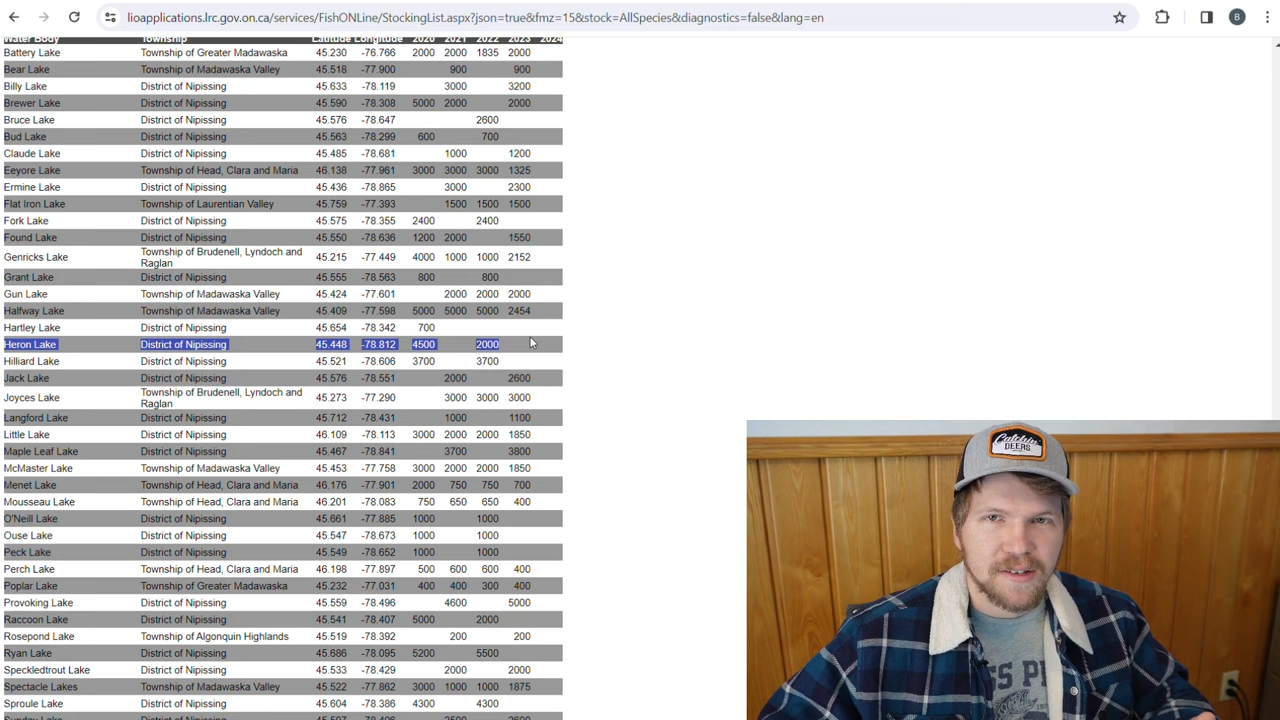 lioapplications.lrc.gov.on.ca/services/FishONLine/StockingList.aspx?json=true&fmz=15&stock=AllSpecies&diagnostics=false&lang=en
B
Water Body Township Latitude Longitude 2020 2021 2022 2023 2024
Battery Lake Township of Greater Madawaska 45.230 -76.766 2000 2000 1835 2000
Bear Lake Township of Madawaska Valley 45.518 -77.900 900 900
Billy Lake District of Nipissing 45.633 -78.119 3000 3200
Brewer Lake District of Nipissing 45.590 -78.308 5000 2000 2000
Bruce Lake District of Nipissing 45.576 -78.647 2600
Bud Lake District of Nipissing 45.563 -78.299 600 700
Claude Lake District of Nipissing 45.485 -78.681 1000 1200
Eeyore Lake Township of Head, Clara and Maria 46.138 -77.961 3000 3000 3000 1325
Ermine Lake District of Nipissing 45.436 -78.865 3000 2300
Flat Iron Lake Township of Laurentian Valley 45.759 -77.393 1500 1500 1500
Fork Lake District of Nipissing 45.575 -78.355 2400 2400
Found Lake District of Nipissing 45.550 -78.636 1200 2000 1550
Genricks Lake Township of Brudenell, Lyndoch and
Raglan 45.215 -77.449 4000 1000 1000 2152
Grant Lake District of Nipissing 45.555 -78.563 800 800
Gun Lake Township of Madawaska Valley 45.424 -77.601 2000 2000 2000
Halfway Lake Township of Madawaska Valley 45.409 -77.598 5000 5000 5000 2454
Hartley Lake District of Nipissing 45.654 -78.342 700
Heron Lake District of Nipissing 45.448 -78.812 4500 2000
Hilliard Lake District of Nipissing 45.521 -78.606 3700 3700
Jack Lake District of Nipissing 45.576 -78.551 2000 2600
Joyces Lake Township of Brudenell, Lyndoch and
Raglan 45.273 -77.290 3000 3000 3000
Langford Lake District of Nipissing 45.712 -78.431 1000 1100
Little Lake District of Nipissing 46.109 -78.113 3000 2000 2000 1850
Maple Leaf Lake District of Nipissing 45.467 -78.841 3700 3800
McMaster Lake Township of Madawaska Valley 45.453 -77.758 3000 2000 2000 1850
Menet Lake Township of Head, Clara and Maria 46.176 -77.901 2000 750 750 700
Mousseau Lake Township of Head, Clara and Maria 46.201 -78.083 750 650 650 400
O'Neill Lake District of Nipissing 45.661 -77.885 1000 1000
Ouse Lake District of Nipissing 45.547 -78.673 1000 1000
Peck Lake District of Nipissing 45.549 -78.652 1000 1000
Perch Lake Township of Head, Clara and Maria 46.198 -77.897 500 600 600 400
Poplar Lake Township of Greater Madawaska 45.232 -77.031 400 400 300 400
Provoking Lake District of Nipissing 45.559 -78.496 4600 5000
Raccoon Lake District of Nipissing 45.541 -78.407 5000 2000
Rosepond Lake Township of Algonquin Highlands 45.519 -78.392 200 200
Ryan Lake District of Nipissing 45.686 -78.095 5200 5500
Speckledtrout Lake District of Nipissing 45.533 -78.429 2000 2000
Spectacle Lakes Township of Madawaska Valley 45.522 -77.862 3000 1000 1000 1875
Sproule Lake District of Nipissing 45.604 -78.386 4300 4300
Sunday Lake District of Nipissing
Catchin'
DEERS